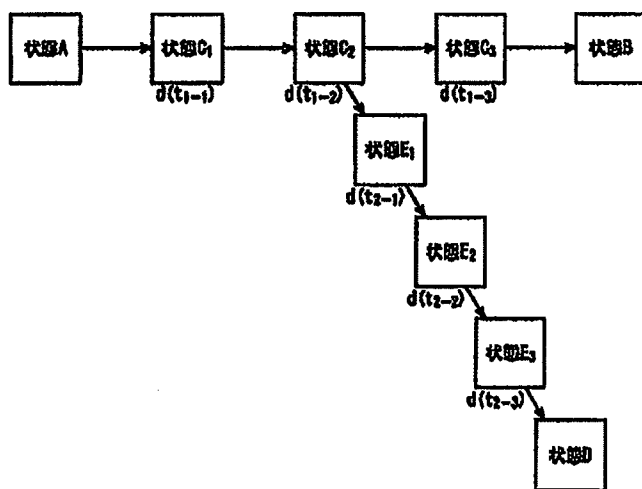 状態A 状態C₁ 状態C₂ 状態C₃ 状態B
d(t₁₋₁) d(t₁₋₂) d(t₁₋₃)
状態E₁
d(t₂₋₁)
状態E₂
d(t₂₋₂)
状態E₃
d(t₂₋₃)
状態D